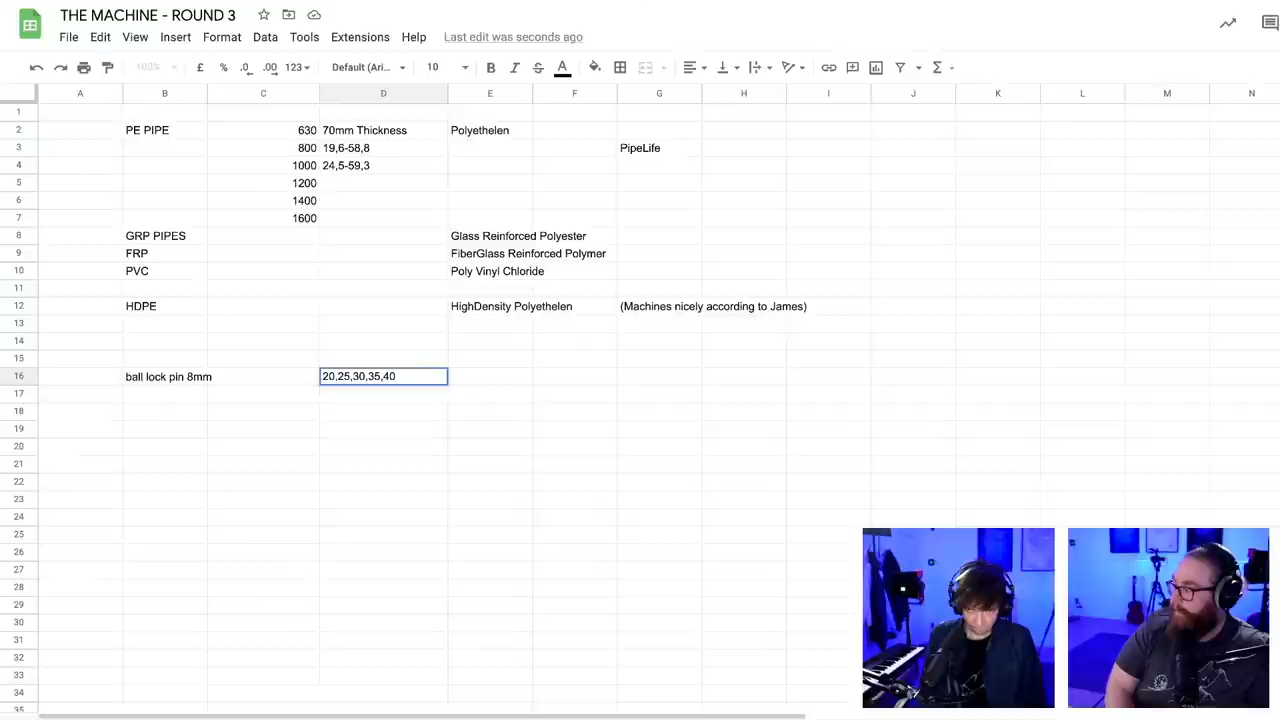 THE MACHINE - ROUND 3
File Edit View Insert Format Data Tools Extensions Help Last edit was seconds ago
100% £ % .0 .00 123 Default (Ari... 10 B I S A Σ
A B C D E F G H I J K L M N
1
2 PE PIPE 630 70mm Thickness Polyethelen
3 800 19,6-58,8 PipeLife
4 1000 24,5-59,3
5 1200
6 1400
7 1600
8 GRP PIPES Glass Reinforced Polyester
9 FRP FiberGlass Reinforced Polymer
10 PVC Poly Vinyl Chloride
11
12 HDPE HighDensity Polyethelen (Machines nicely according to James)
13
14
15
16 ball lock pin 8mm 20,25,30,35,40
17
18
19
20
21
22
23
24
25
26
27
28
29
30
31
32
33
34
35